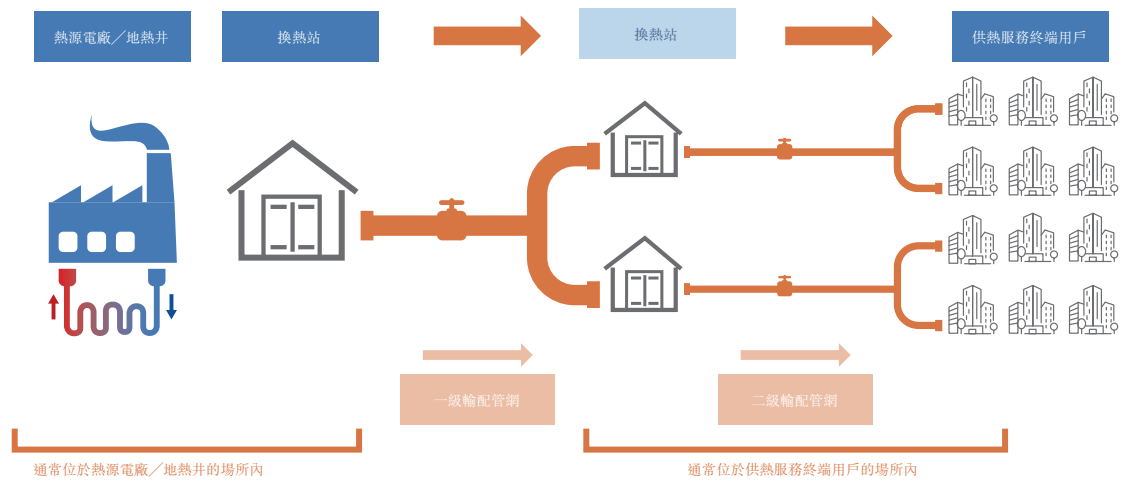 熱源電廠／地熱井
換熱站
換熱站
供熱服務終端用戶
一級輸配管網
二級輸配管網
通常位於熱源電廠／地熱井的場所內
通常位於供熱服務終端用戶的場所內